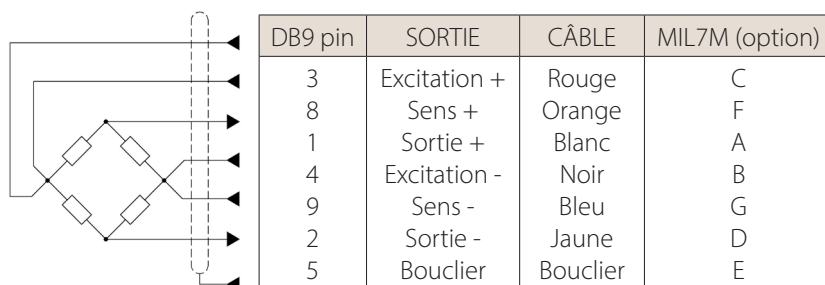 DB9 pin SORTIE CÂBLE MIL7M (option)
3 Excitation + Rouge C
8 Sens + Orange F
1 Sortie + Blanc A
4 Excitation - Noir B
9 Sens - Bleu G
2 Sortie - Jaune D
5 Bouclier Bouclier E